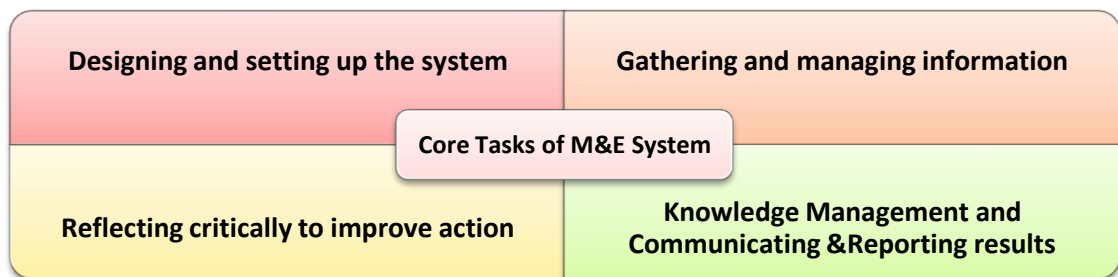 Designing and setting up the system
Gathering and managing information
Core Tasks of M&E System
Reflecting critically to improve action
Knowledge Management and
Communicating &Reporting results